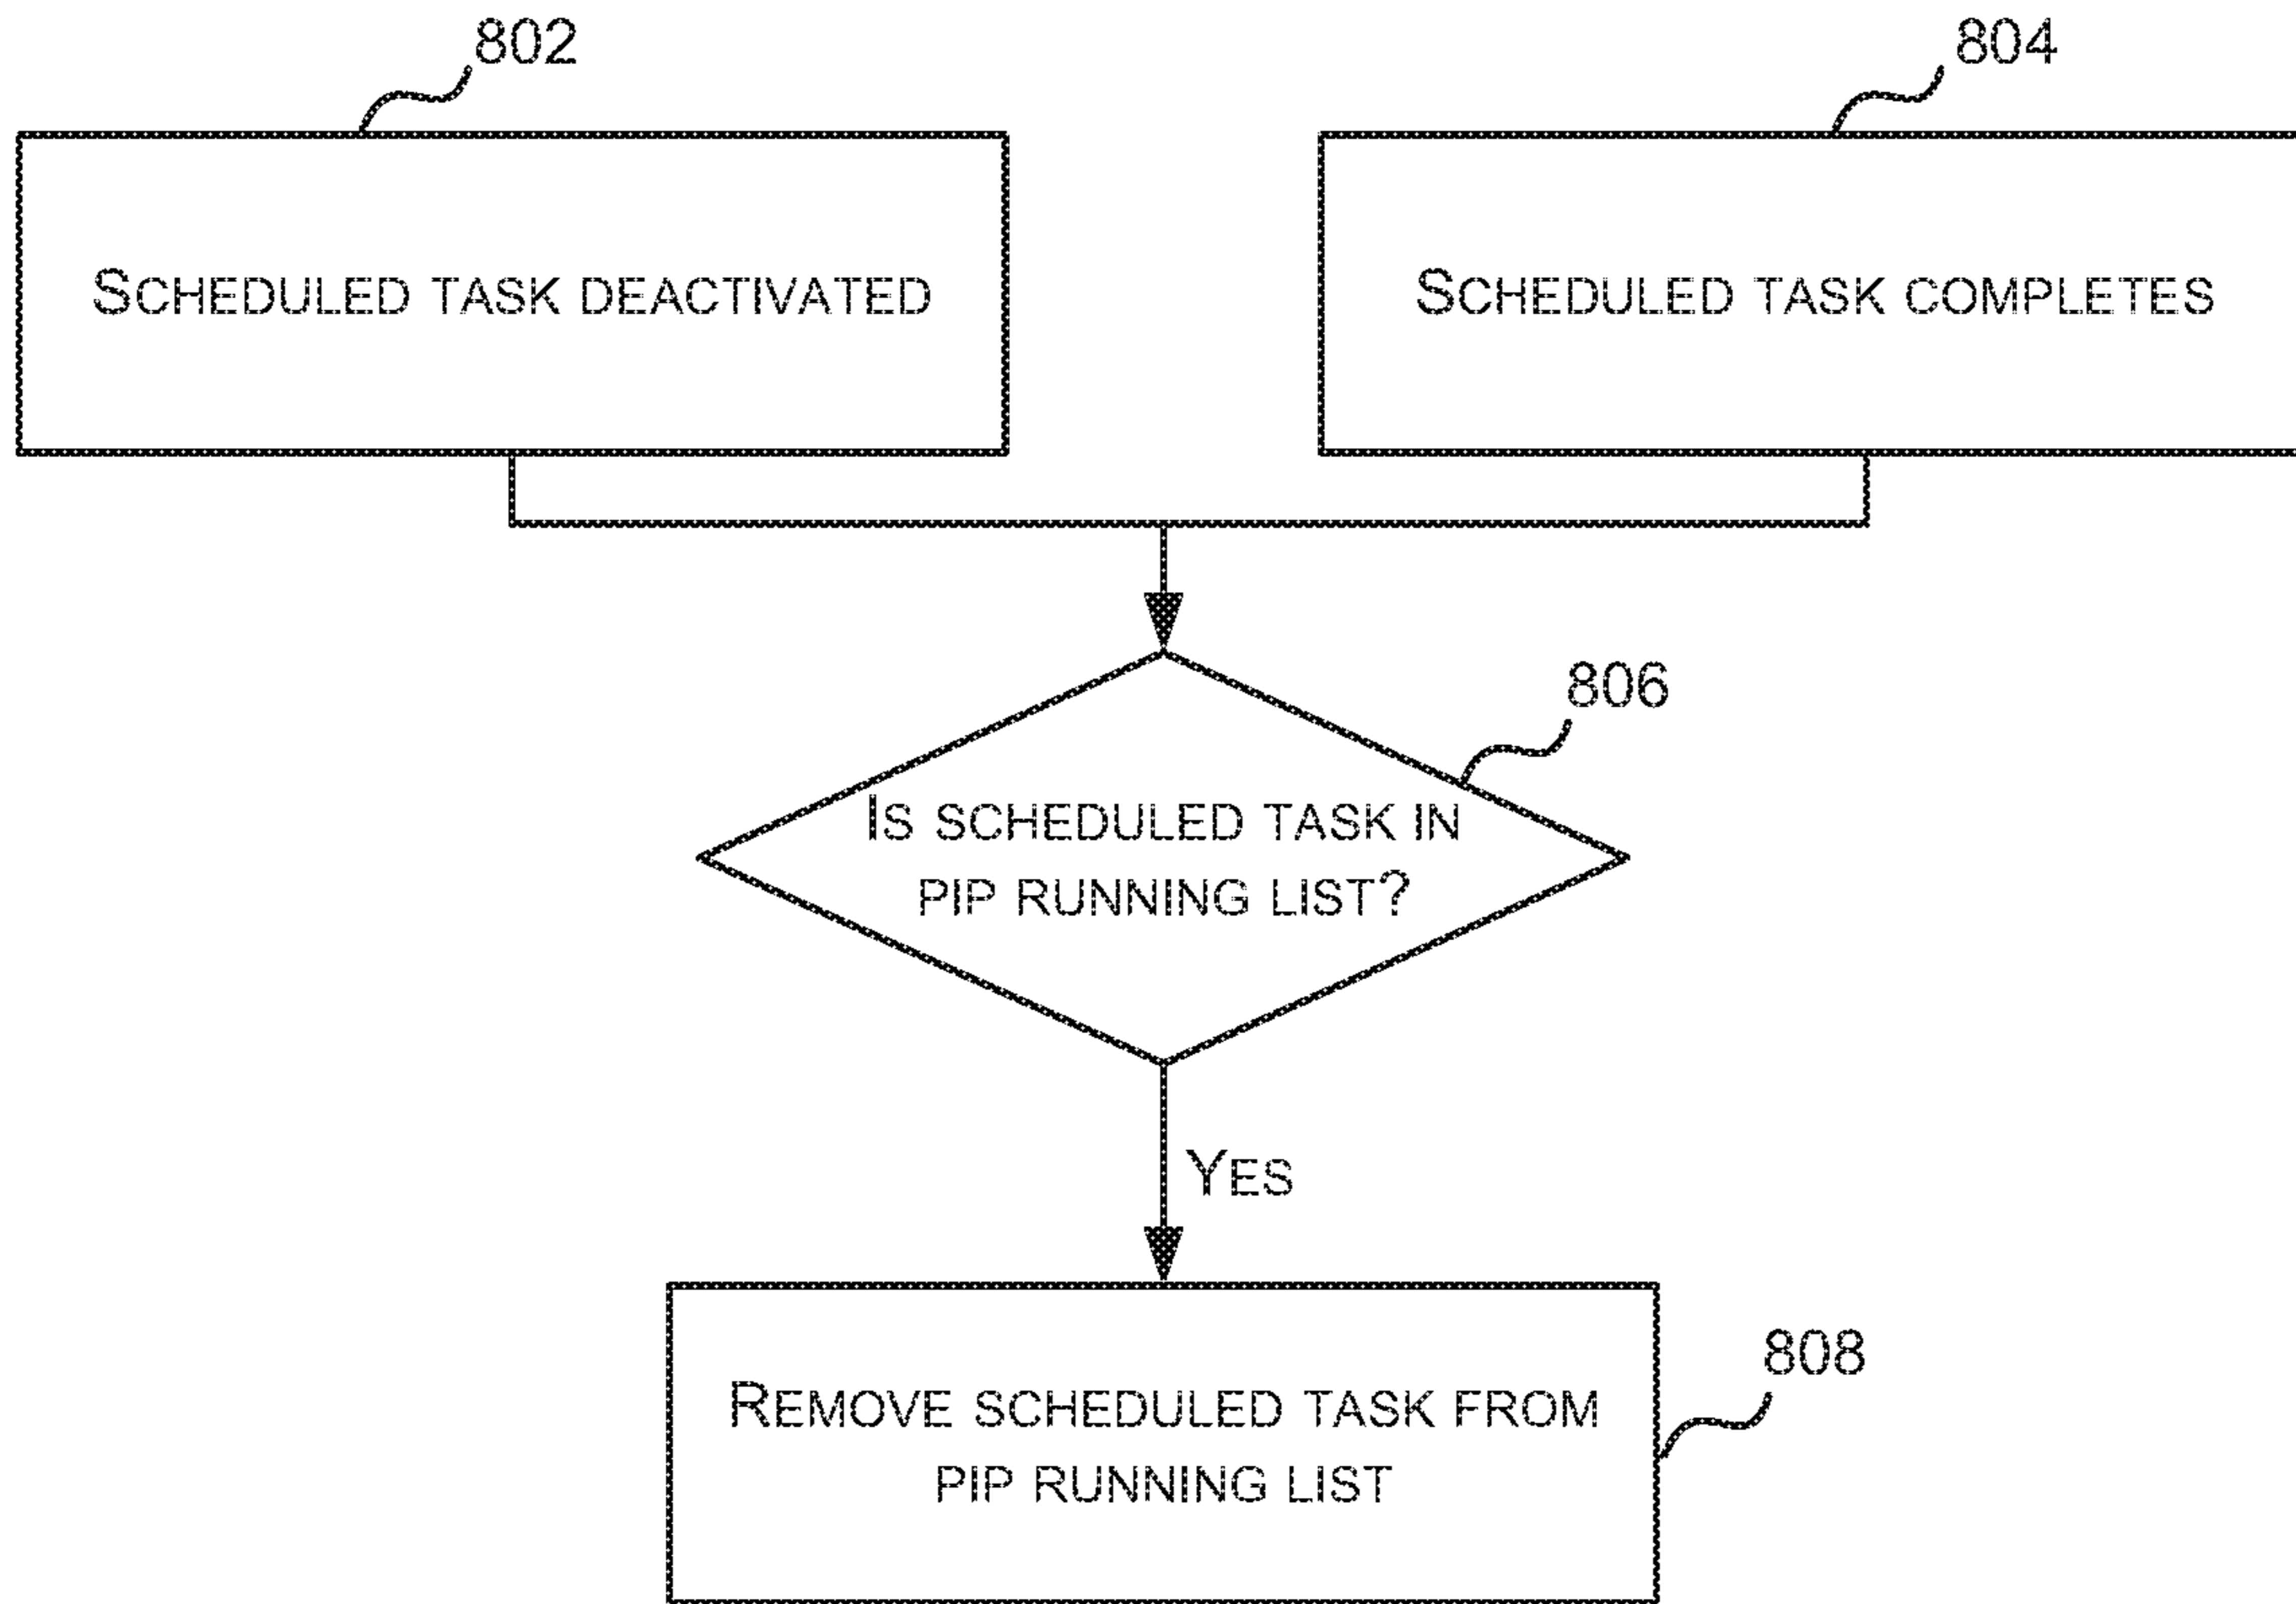 802
804
SCHEDULED TASK DEACTIVATED
SCHEDULED TASK COMPLETES
806
IS SCHEDULED TASK IN
PIP RUNNING LIST?
YES
808
REMOVE SCHEDULED TASK FROM
PIP RUNNING LIST